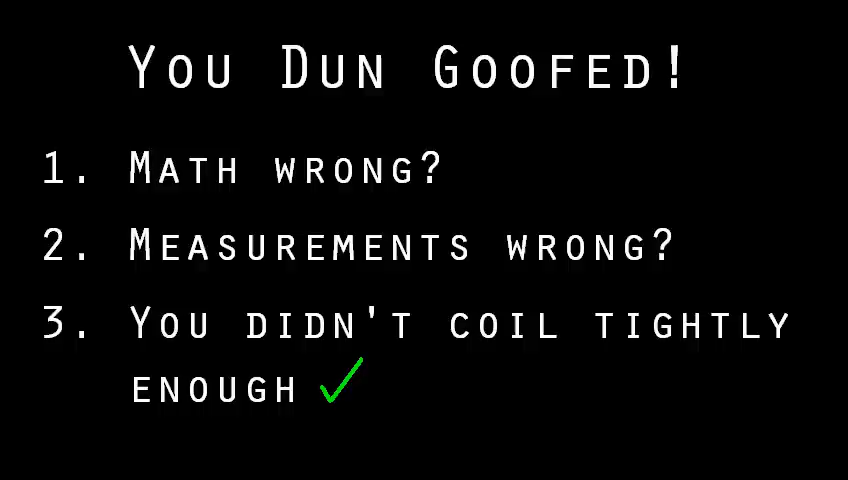 You Dun Goofed!
1. Math wrong?
2. Measurements wrong?
3. You didn't coil tightly
enough